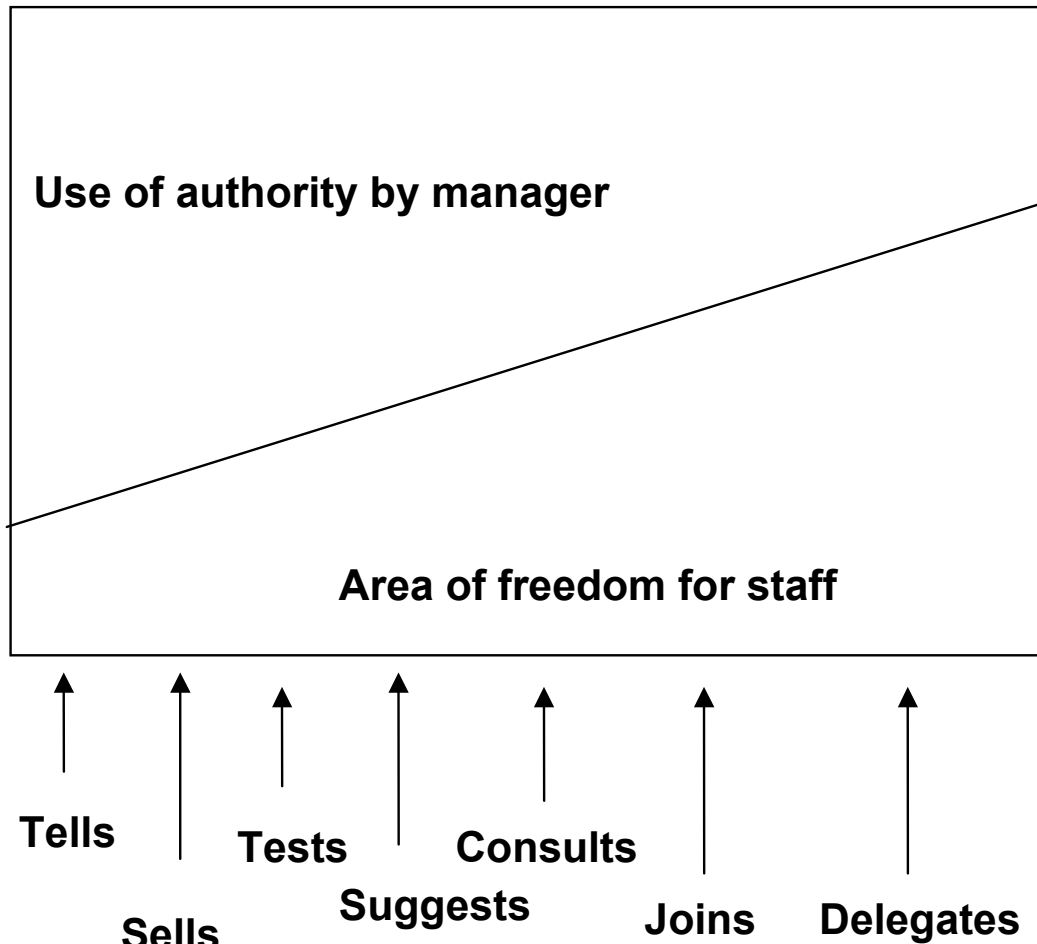 Use of authority by manager
Area of freedom for staff
Tells
Sells
Tests
Suggests
Consults
Joins
Delegates